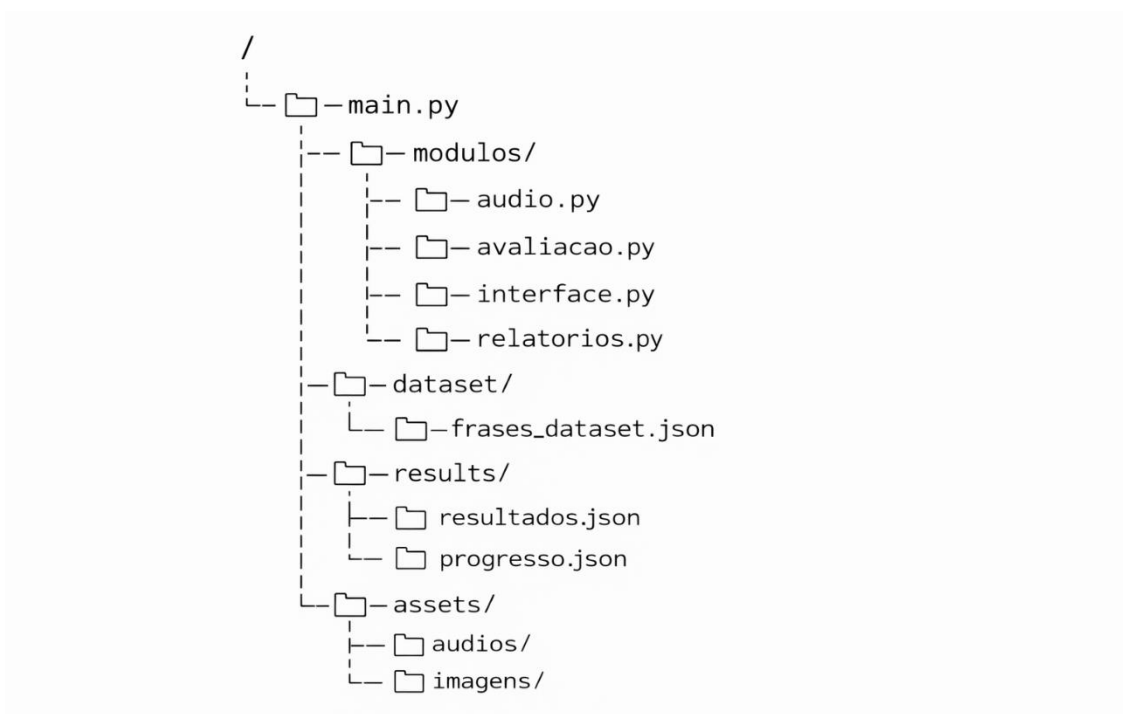 /
main.py
modulos/
audio.py
avaliacao.py
interface.py
relatorios.py
dataset/
frases_dataset.json
results/
resultados.json
progresso.json
assets/
audios/
imagens/